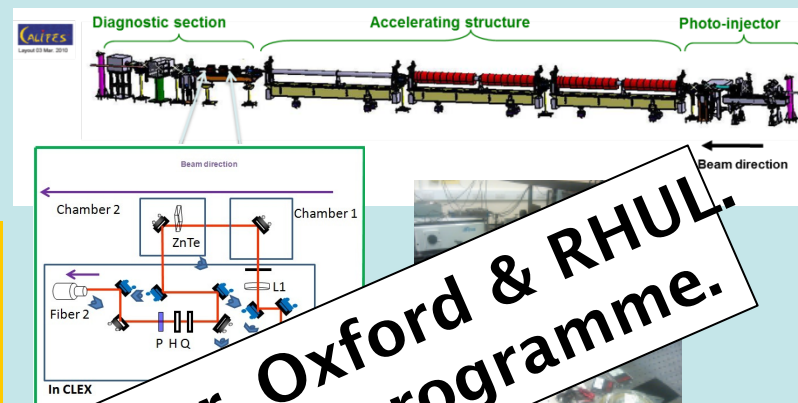 CALIFES
Layout 03 Mar. 2010
Diagnostic section
Accelerating structure
Photo-injector
Beam direction
Beam direction
Chamber 2
Chamber 1
ZnTe
L1
Fiber 2
P H Q
In CLEX
Oxford & RHUL.
programme.